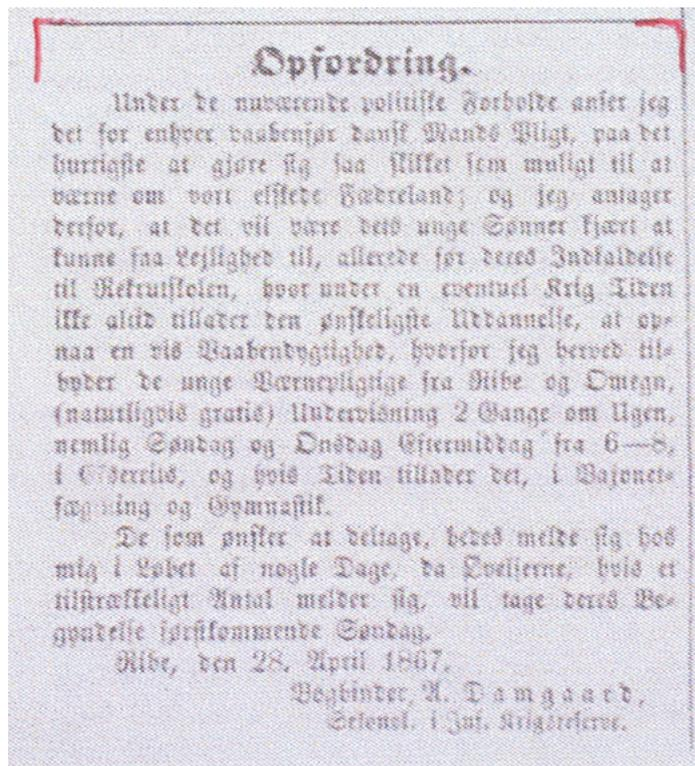 Opfordring.
Under de nuværende politiske Forholde anser jeg
det for enhver vaabenfør dansk Mands Pligt, paa det
hurtigste at gjøre sig saa skikket som muligt til at
værne om vort elskede Fædreland; og jeg antager
derfor, at det vil være dets unge Sønner kjært at
kunne faa Lejlighed til, allerede før deres Indkaldelse
til Rekrutskolen, hvor under en eventuel Krig Tiden
ikke altid tillader den ønskeligste Uddannelse, at op-
naa en vis Vaabendygtighed, hvorfor jeg herved til-
byder de unge Værnepligtige fra Ribe og Omegn,
(naturligvis gratis) Undervisning 2 Gange om Ugen,
nemlig Søndag og Onsdag Eftermiddag fra 6—8,
i Exercits, og hvis Tiden tillader det, i Bajonet-
fægtning og Gymnastik.
De som ønsker at deltage, bedes melde sig hos
mig i Løbet af nogle Dage, da Øvelserne, hvis et
tilstrækkeligt Antal melder sig, vil tage deres Be-
gyndelse førstkommende Søndag.
Ribe, den 28. April 1867.
Bogbinder, A. Damgaard,
Sekonel. i Inf. Krigsreserve.